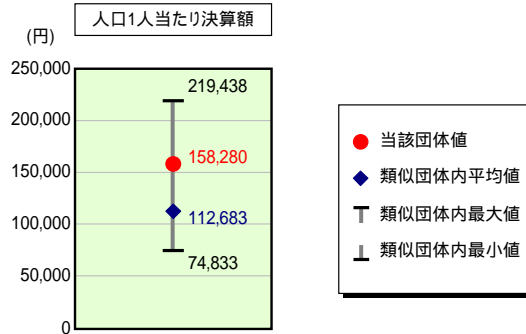 人口1人当たり決算額
(円)
250,000
200,000
150,000
100,000
50,000
0
219,438
158,280
112,683
74,833
当該団体値
類似団体内平均値
類似団体内最大値
類似団体内最小値